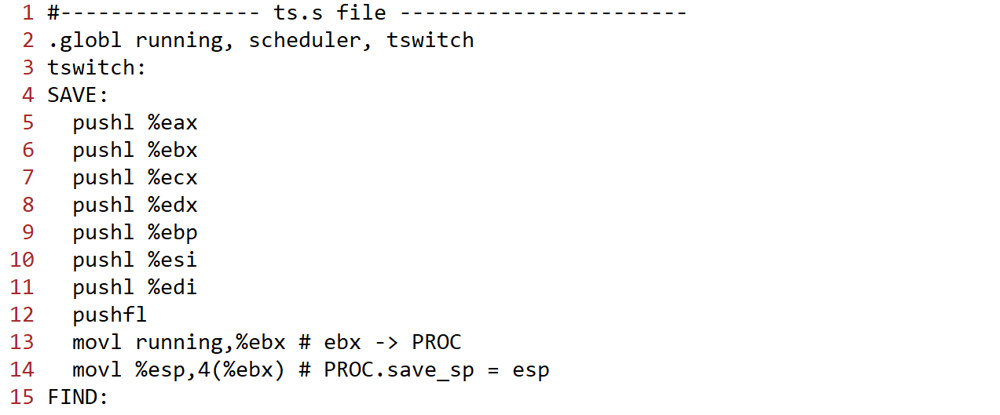 1 #---------------- ts.s file -----------------------
2 .globl running, scheduler, tswitch
3 tswitch:
4 SAVE:
5   pushl %eax
6   pushl %ebx
7   pushl %ecx
8   pushl %edx
9   pushl %ebp
10   pushl %esi
11   pushl %edi
12   pushfl
13   movl running,%ebx # ebx -> PROC
14   movl %esp,4(%ebx) # PROC.save_sp = esp
15 FIND: